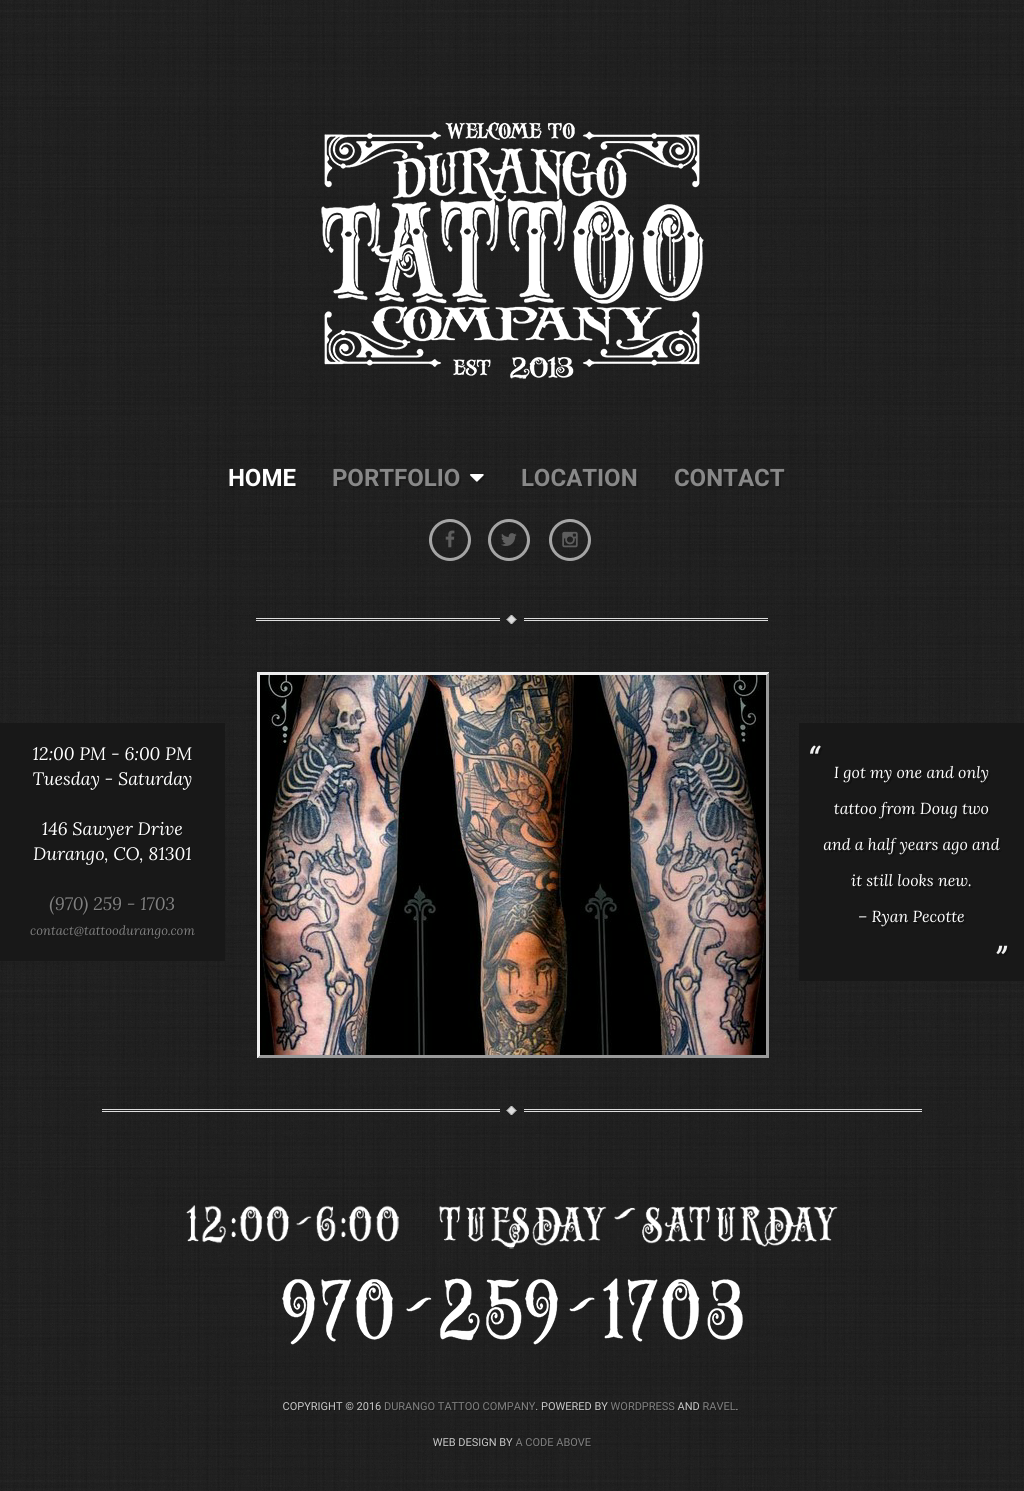 WELCOME TO
DURANGO
TATTOO
COMPANY
EST 2013
HOME PORTFOLIO LOCATION CONTACT
12:00 PM - 6:00 PM
Tuesday - Saturday
146 Sawyer Drive
Durango, CO, 81301
(970) 259 - 1703
contact@tattoodurango.com
“
I got my one and only
tattoo from Doug two
and a half years ago and
it still looks new.
– Ryan Pecotte
”
12:00-6:00 TUESDAY-SATURDAY
970-259-1703
COPYRIGHT © 2016 DURANGO TATTOO COMPANY. POWERED BY WORDPRESS AND RAVEL.
WEB DESIGN BY A CODE ABOVE